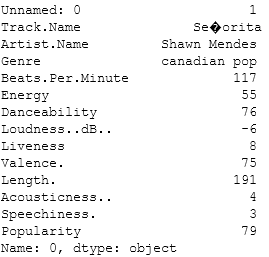 Unnamed: 0 1
Track.Name Se�orita
Artist.Name Shawn Mendes
Genre canadian pop
Beats.Per.Minute 117
Energy 55
Danceability 76
Loudness..dB.. -6
Liveness 8
Valence. 75
Length. 191
Acousticness.. 4
Speechiness. 3
Popularity 79
Name: 0, dtype: object